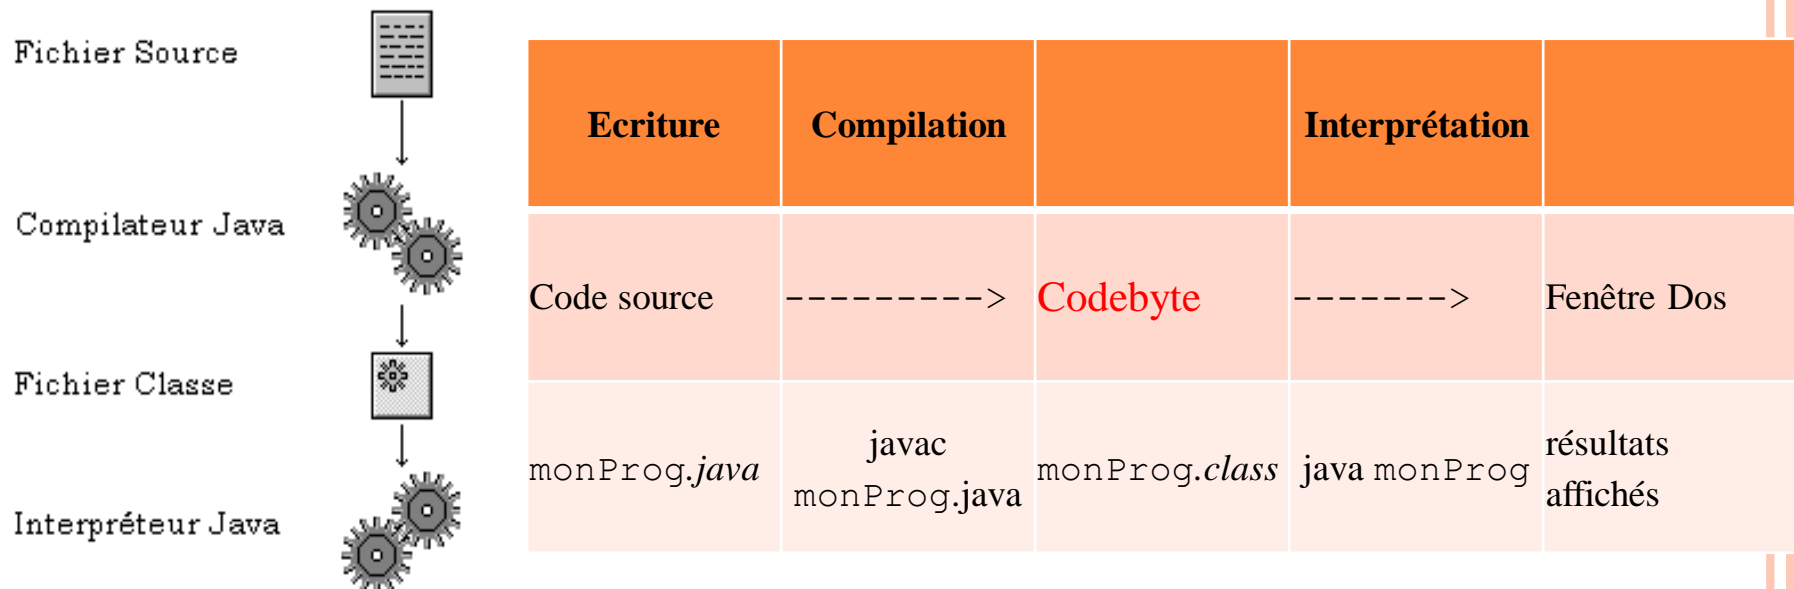 Fichier Source
Compilateur Java
Fichier Classe
Interpréteur Java
Ecriture Compilation Interprétation
Code source ---------> Codebyte -------> Fenêtre Dos
monProg.java
javac
monProg.java
monProg.class
java monProg
résultats
affichés